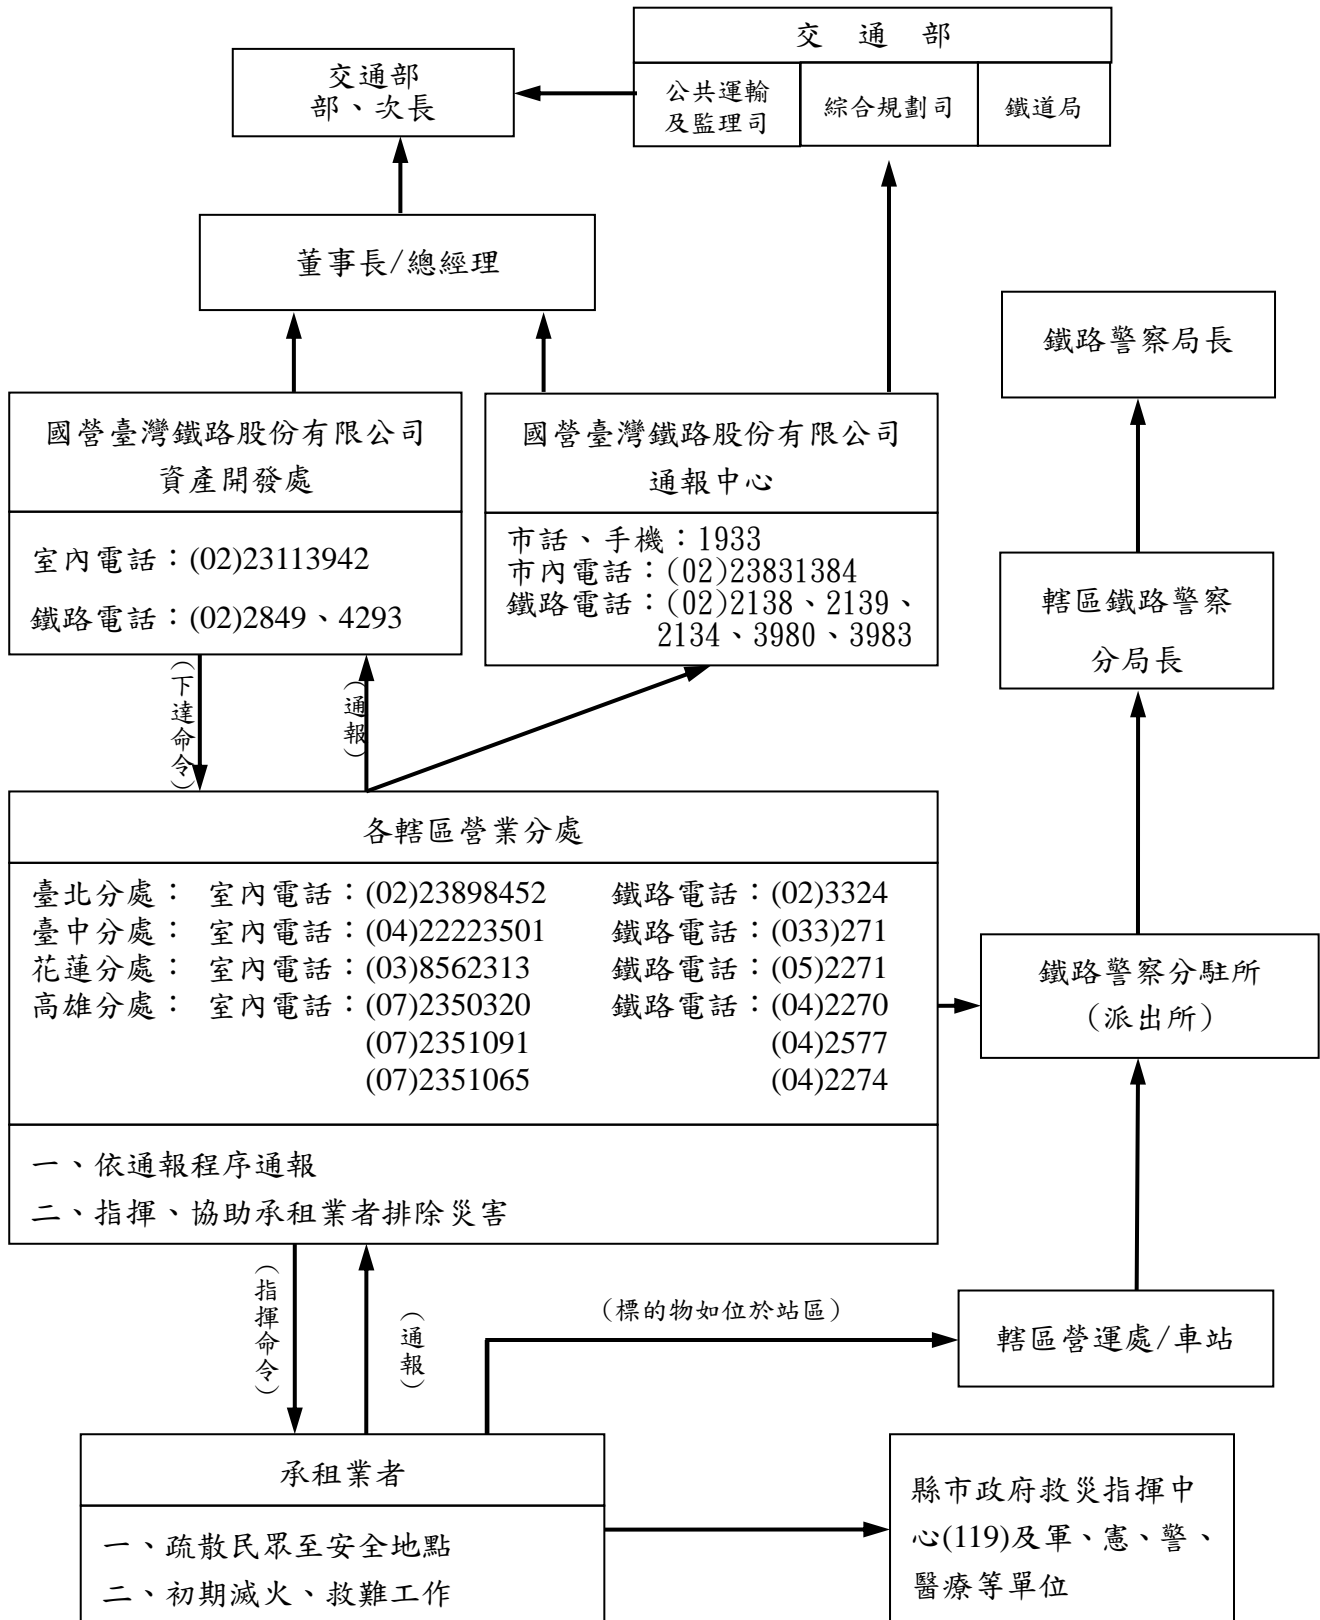 交 通 部
公共運輸
及監理司
綜合規劃司
鐵道局
交通部
部、次長
董事長/總經理
鐵路警察局長
國營臺灣鐵路股份有限公司
資產開發處
室內電話：(02)23113942
鐵路電話：(02)2849、4293
國營臺灣鐵路股份有限公司
通報中心
市話、手機：1933
市內電話：(02)23831384
鐵路電話：(02)2138、2139、
2134、3980、3983
轄區鐵路警察
分局長
(下達命令)
(通報)
各轄區營業分處
臺北分處： 室內電話：(02)23898452 鐵路電話：(02)3324
臺中分處： 室內電話：(04)22223501 鐵路電話：(033)271
花蓮分處： 室內電話：(03)8562313 鐵路電話：(05)2271
高雄分處： 室內電話：(07)2350320 鐵路電話：(04)2270
(07)2351091 (04)2577
(07)2351065 (04)2274
一、依通報程序通報
二、指揮、協助承租業者排除災害
鐵路警察分駐所
(派出所)
(指揮命令)
(通報)
(標的物如位於站區)
轄區營運處/車站
承租業者
一、疏散民眾至安全地點
二、初期滅火、救難工作
縣市政府救災指揮中
心(119)及軍、憲、警、
醫療等單位